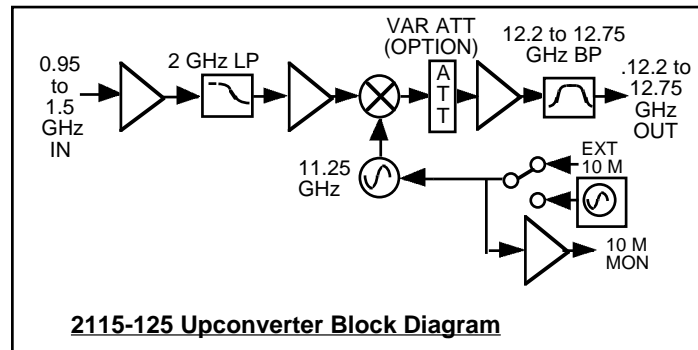 VAR ATT
(OPTION)
12.2 to 12.75
GHz BP
0.95
to
1.5
GHz
IN
2 GHz LP
A
T
T
.12.2 to
12.75
GHz
OUT
11.25
GHz
EXT
10 M
10 M
MON
2115-125 Upconverter Block Diagram